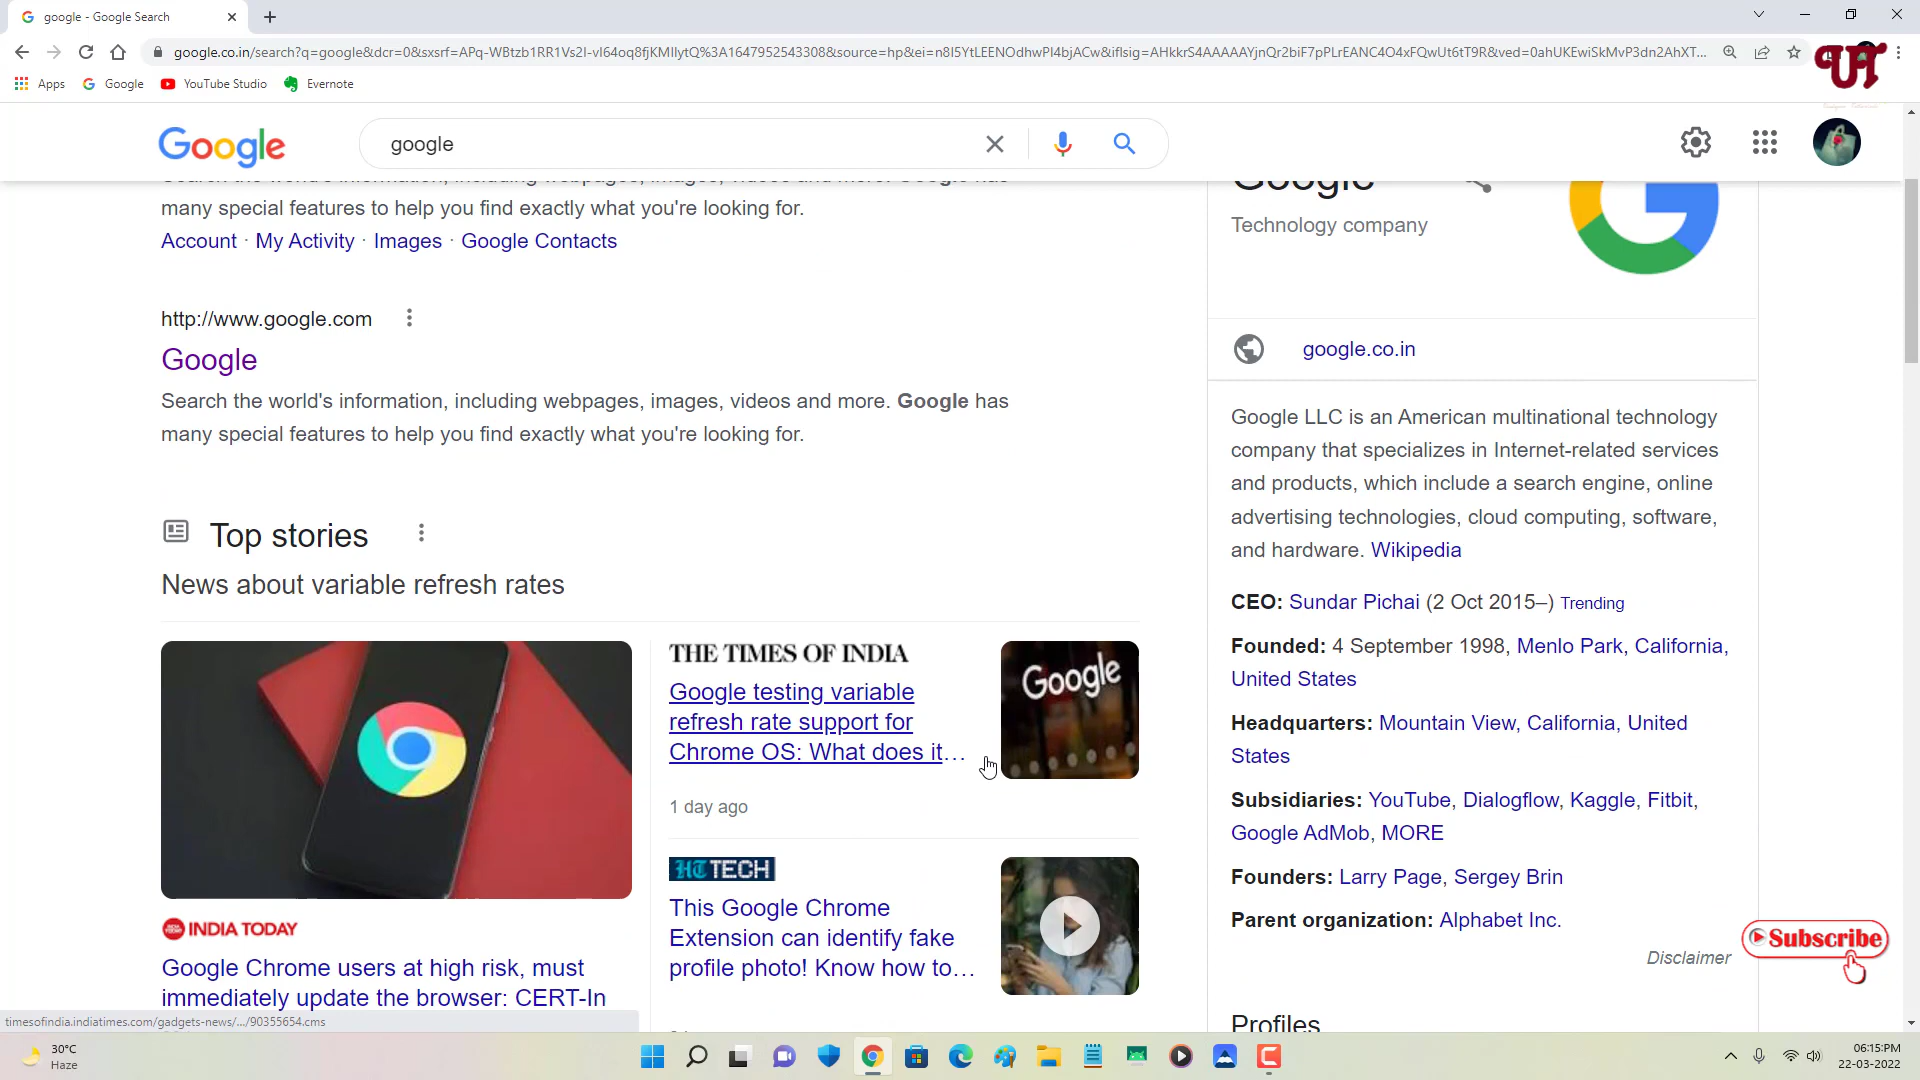 google - Google Search
google.co.in/search?q=google&dcr=0&sxsrf=APq-WBtzb1RR1Vs2I-vI64oq8fjKMIlytQ%3A1647952543308&source=hp&ei=n8I5YtLEENOdhwPI4bjACw&iflsig=AHkkrS4AAAAAYjnQr2biF7pPLrEANC4O4xFQwUt6tT9R&ved=0ahUKEwiSkMvP3dn2AhXT...
Apps
Google
YouTube Studio
Evernote
UT
Google
google
many special features to help you find exactly what you're looking for.
Account · My Activity · Images · Google Contacts
http://www.google.com
Google
Search the world's information, including webpages, images, videos and more. Google has
many special features to help you find exactly what you're looking for.
Top stories
News about variable refresh rates
INDIA TODAY
Google Chrome users at high risk, must
immediately update the browser: CERT-In
THE TIMES OF INDIA
Google testing variable
refresh rate support for
Chrome OS: What does it...
1 day ago
Google
HT TECH
This Google Chrome
Extension can identify fake
profile photo! Know how to...
Google
Technology company
google.co.in
Google LLC is an American multinational technology
company that specializes in Internet-related services
and products, which include a search engine, online
advertising technologies, cloud computing, software,
and hardware. Wikipedia
CEO: Sundar Pichai (2 Oct 2015–) Trending
Founded: 4 September 1998, Menlo Park, California,
United States
Headquarters: Mountain View, California, United
States
Subsidiaries: YouTube, Dialogflow, Kaggle, Fitbit,
Google AdMob, MORE
Founders: Larry Page, Sergey Brin
Parent organization: Alphabet Inc.
Disclaimer
Subscribe
Profiles
timesofindia.indiatimes.com/gadgets-news/.../90355654.cms
30°C
Haze
06:15:PM
22-03-2022